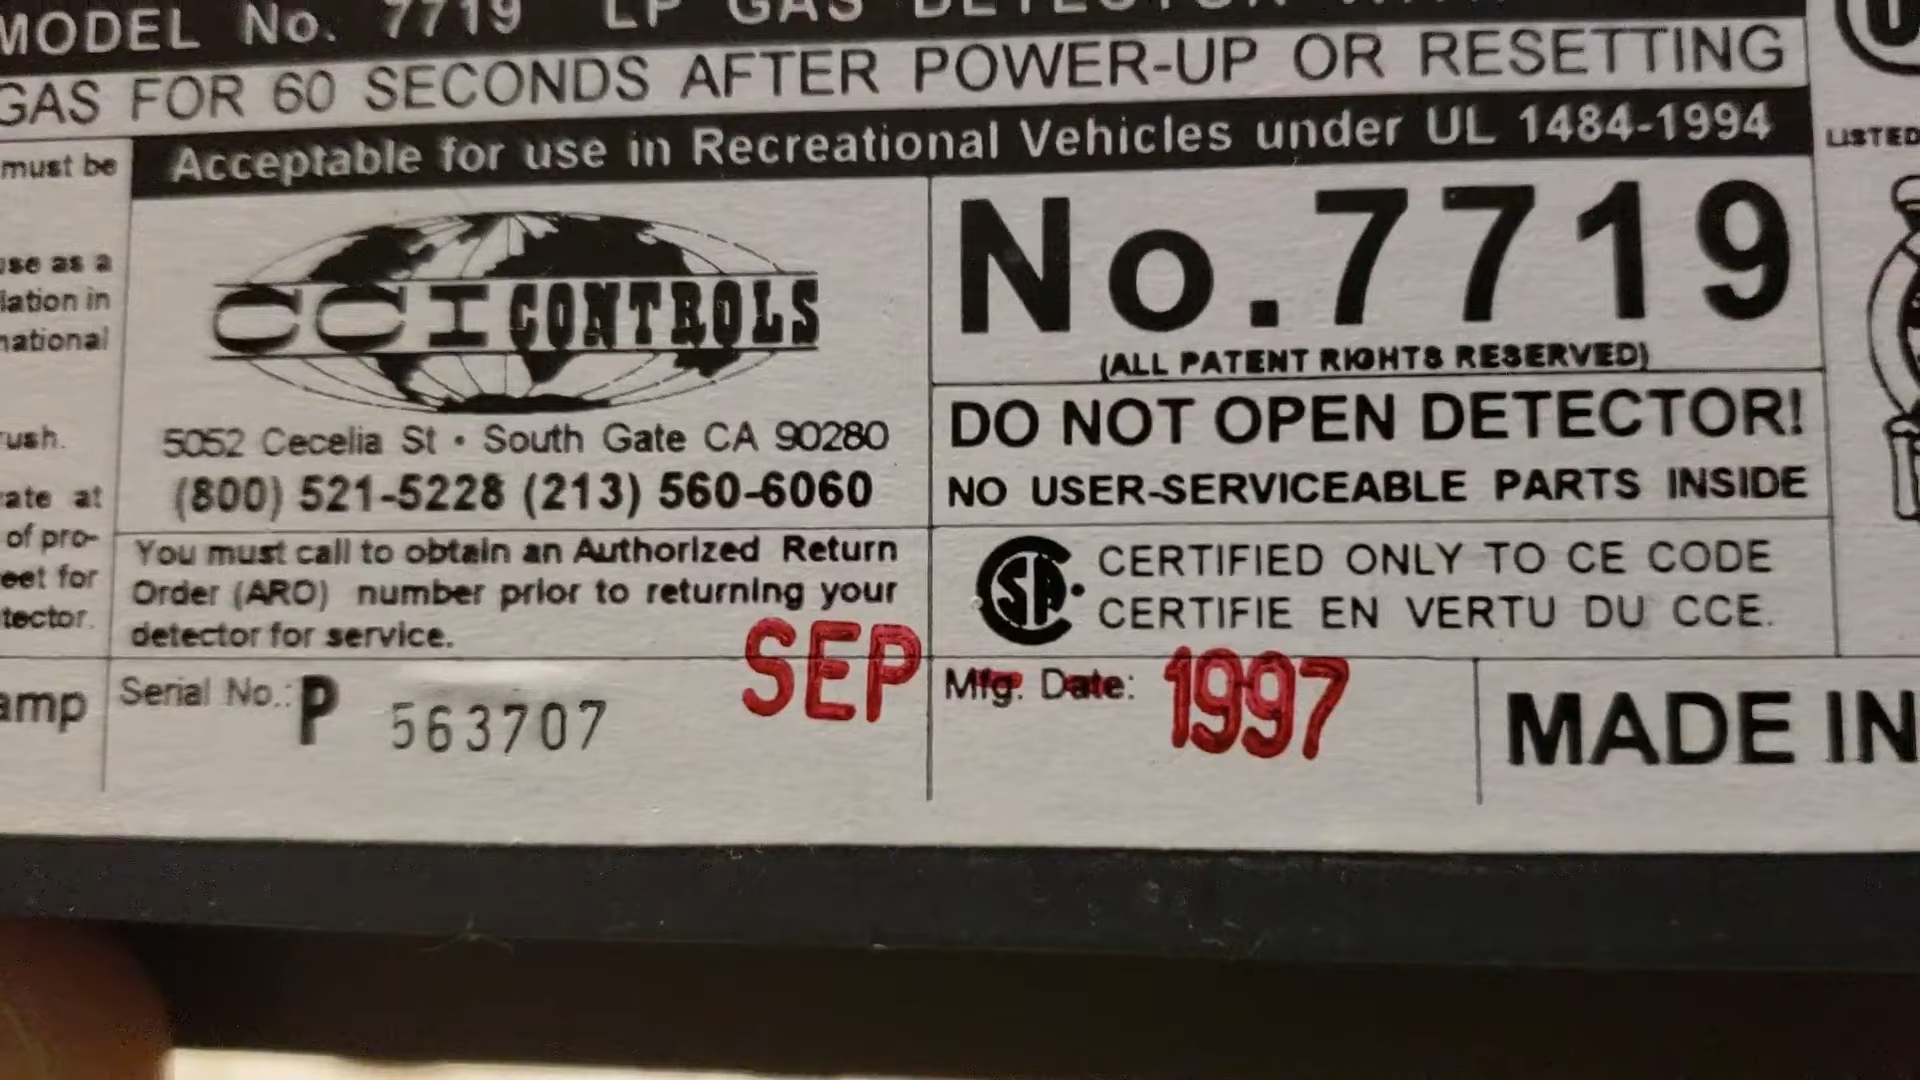 MODEL No. 7719 LP GAS DETECTOR
GAS FOR 60 SECONDS AFTER POWER-UP OR RESETTING
Acceptable for use in Recreational Vehicles under UL 1484-1994
LISTED
must be
use as a
lation in
national
rush.
rate at
of pro-
eet for
tector.
amp
CCI CONTROLS
5052 Cecelia St • South Gate CA 90280
(800) 521-5228 (213) 560-6060
You must call to obtain an Authorized Return
Order (ARO) number prior to returning your
detector for service.
Serial No.: P 563707
No. 7719
(ALL PATENT RIGHTS RESERVED)
DO NOT OPEN DETECTOR!
NO USER-SERVICEABLE PARTS INSIDE
CERTIFIED ONLY TO CE CODE
CERTIFIE EN VERTU DU CCE.
SEP Mfg. Date: 1997
MADE IN